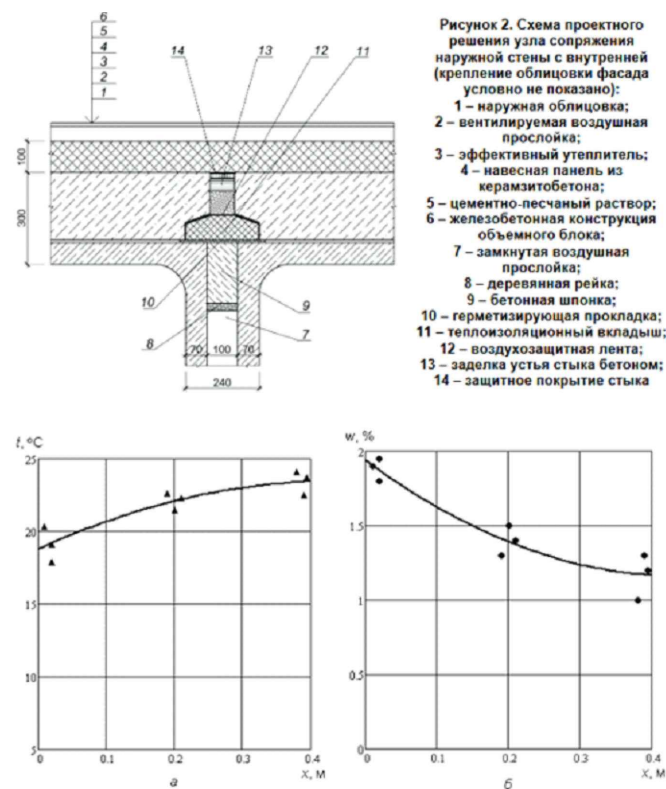 6
5
4
3
2
1
14
13
12
11
100
300
10
9
8
7
70
100
70
240
Рисунок 2. Схема проектного
решения узла сопряжения
наружной стены с внутренней
(крепление облицовки фасада
условно не показано):
1 – наружная облицовка;
2 – вентилируемая воздушная
прослойка;
3 – эффективный утеплитель;
4 – навесная панель из
керамзитобетона;
5 – цементно-песчаный раствор;
6 – железобетонная конструкция
объемного блока;
7 – замкнутая воздушная
прослойка;
8 – деревянная рейка;
9 – бетонная шпонка;
10 – герметизирующая прокладка;
11 – теплоизоляционный вкладыш;
12 – воздухозащитная лента;
13 – заделка устья стыка бетоном;
14 – защитное покрытие стыка
t, °C
25
20
15
10
5
0
0.1
0.2
0.3
0.4
x, м
а
w, %
2
1.5
1
0.5
0
0
0.1
0.2
0.3
0.4
x, м
б